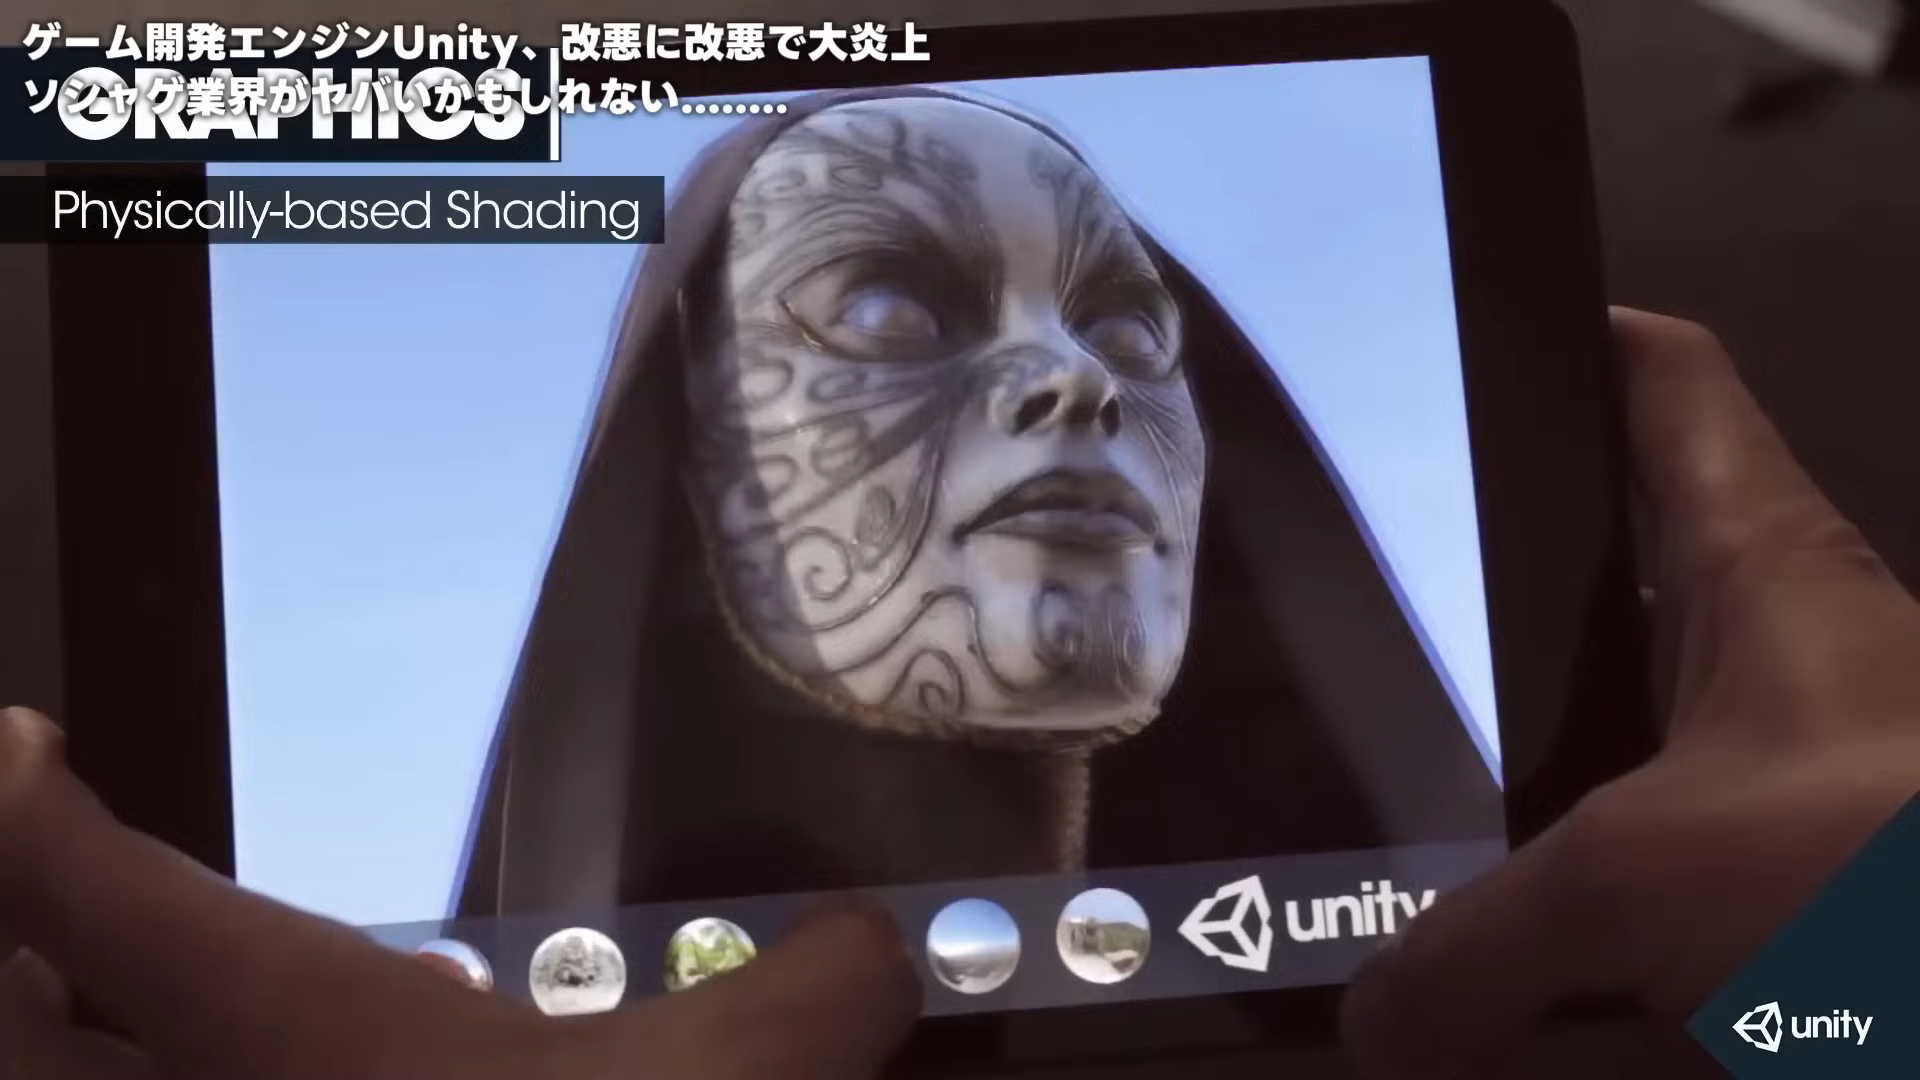 ゲーム開発エンジンUnity、改悪に改悪で大炎上
ソシャゲ業界がヤバいかもしれない........
GRAPHICS
Physically-based Shading
unity
unity